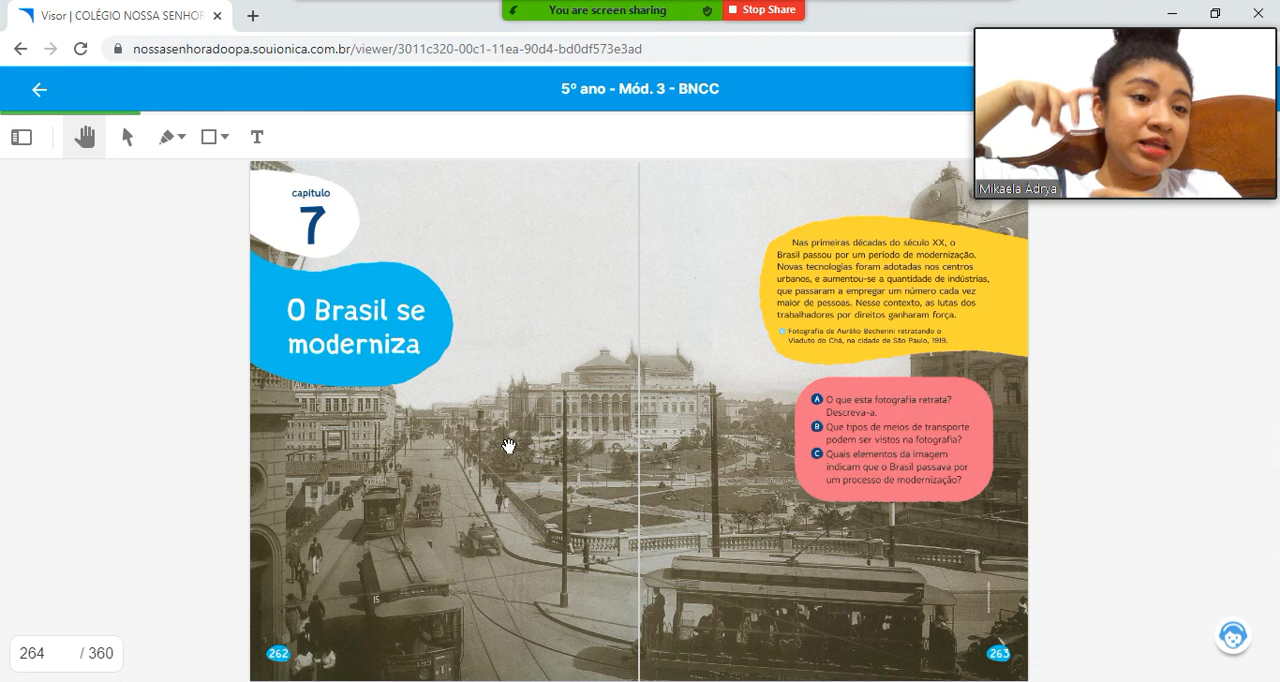 Visor | COLÉGIO NOSSA SENHOR
You are screen sharing
Stop Share
nossasenhoradoopa.souionica.com.br/viewer/3011c320-00c1-11ea-90d4-bd0df573e3ad
5º ano - Mód. 3 - BNCC
T
Mikaela Adrya
capítulo
7
O Brasil se
moderniza
Nas primeiras décadas do século XX, o
Brasil passou por um período de modernização.
Novas tecnologias foram adotadas nos centros
urbanos, e aumentou-se a quantidade de indústrias,
que passaram a empregar um número cada vez
maior de pessoas. Nesse contexto, as lutas dos
trabalhadores por direitos ganharam força.
Fotografia de Aurélio Becherini retratando o
Viaduto do Chá, na cidade de São Paulo, 1919.
A O que esta fotografia retrata?
Descreva-a.
B Que tipos de meios de transporte
podem ser vistos na fotografia?
C Quais elementos da imagem
indicam que o Brasil passava por
um processo de modernização?
15
262
263
264 / 360